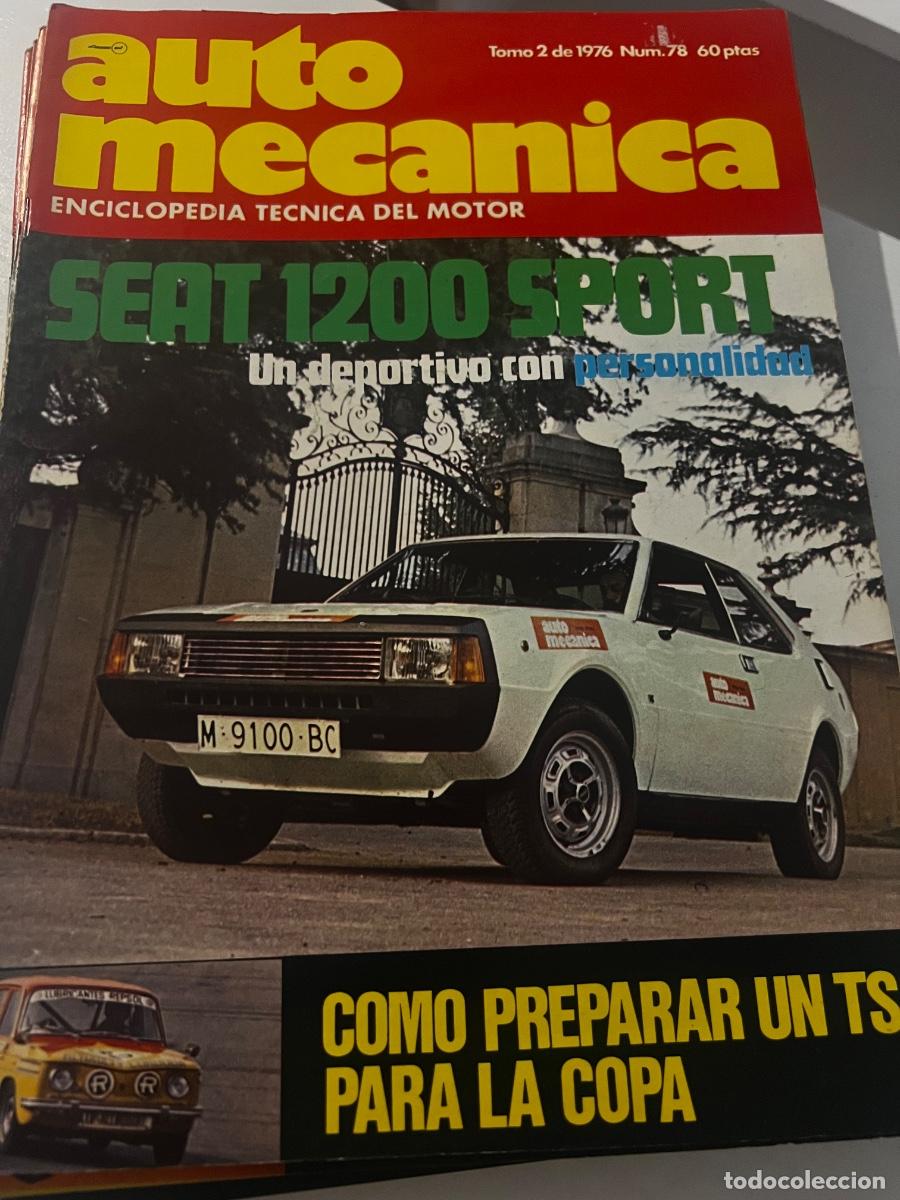 auto
mecanica
Tomo 2 de 1976 Num.78 60 ptas
ENCICLOPEDIA TECNICA DEL MOTOR
SEAT 1200 SPORT
Un deportivo con personalidad
auto
mecanica
auto
mecanica
M·9100·BC
LUBRICANTES REPSOL
R R
COMO PREPARAR UN TS
PARA LA COPA
todocoleccion